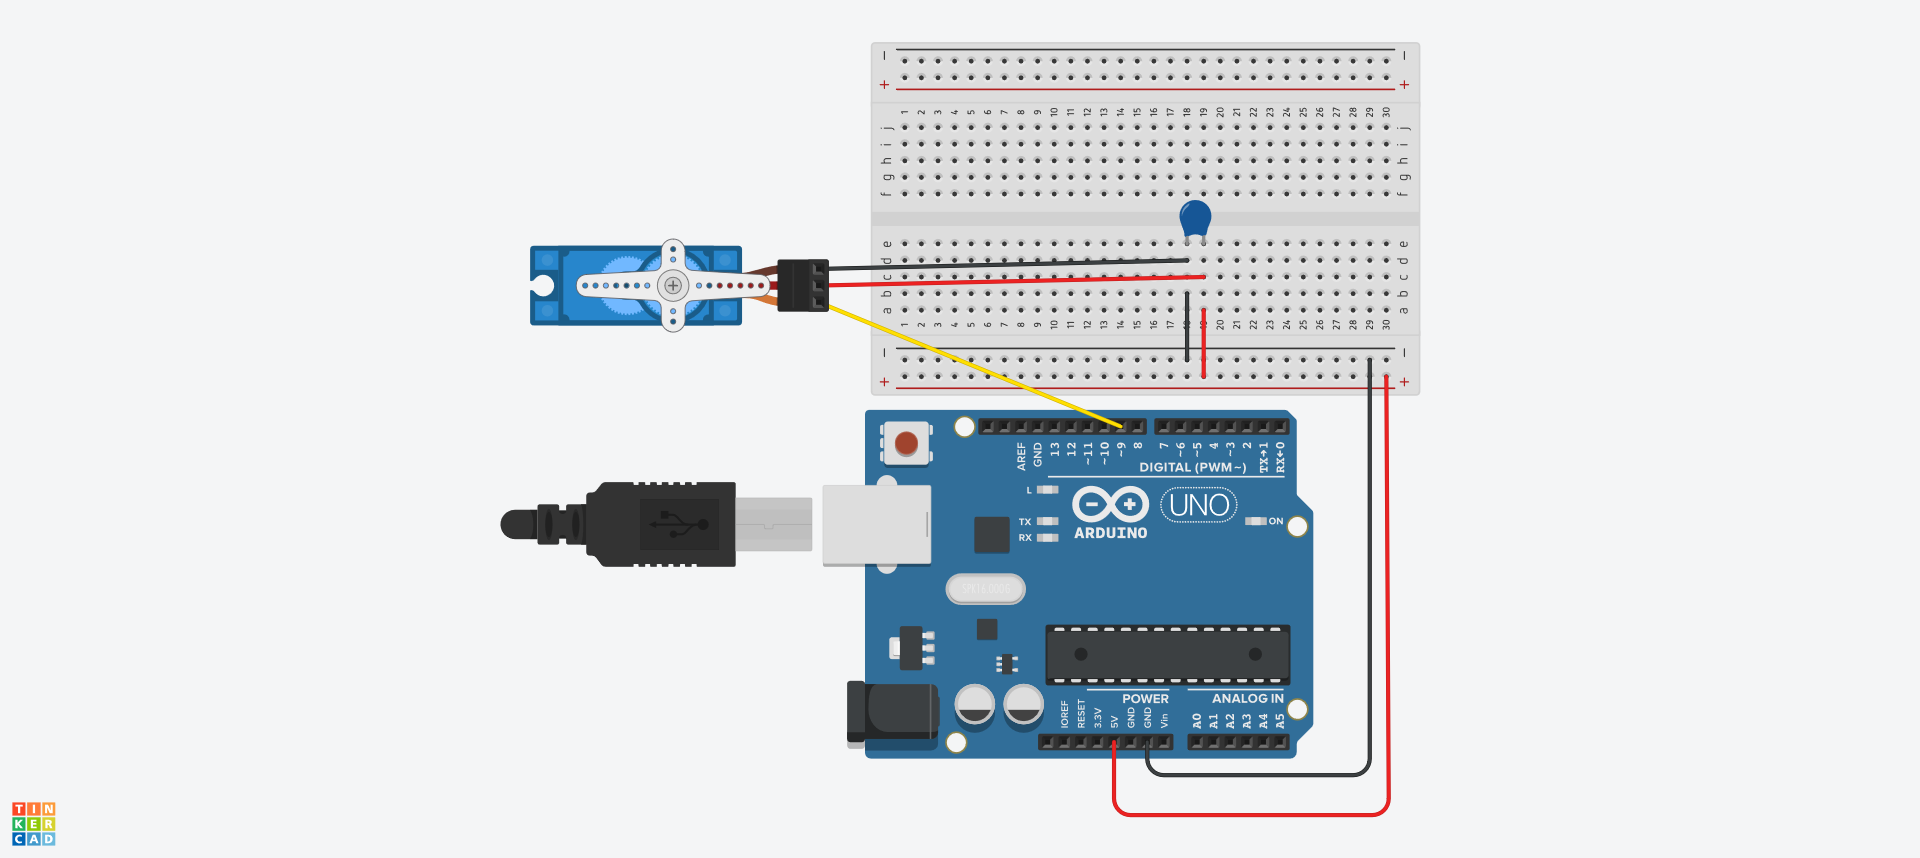 − −
+ +
1 2 3 4 5 6 7 8 9 10 11 12 13 14 15 16 17 18 19 20 21 22 23 24 25 26 27 28 29 30
j j
i i
h h
g g
f f
e e
d d
c c
b b
a a
1 2 3 4 5 6 7 8 9 10 11 12 13 14 15 16 17 20 21 22 23 24 25 26 27 28 29 30
− −
+ +
AREF GND 13 12 ~11 ~10 ~9 8 7 ~6 ~5 4 ~3 2 TX→1 RX←0
DIGITAL (PWM~)
L
TX
RX
UNO
ON
ARDUINO
POWER ANALOG IN
IOREF RESET 3.3V 5V GND GND Vin A0 A1 A2 A3 A4 A5
TIN
KER
CAD